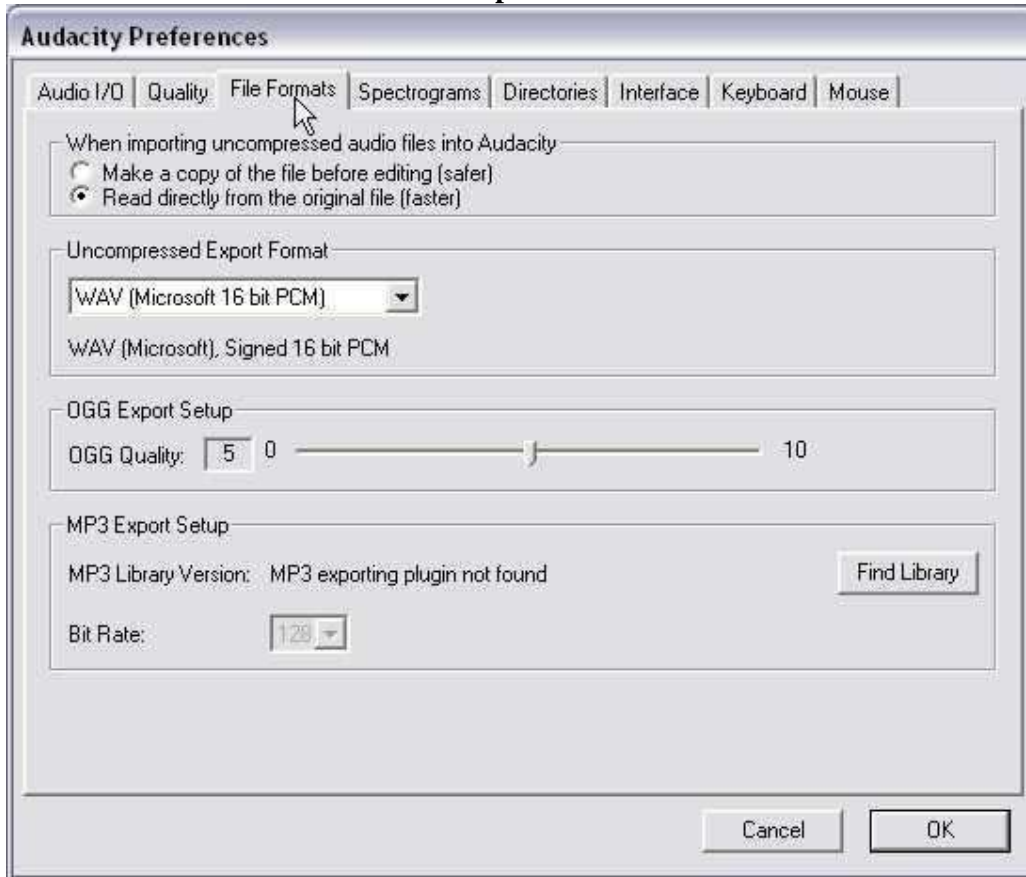 Audacity Preferences
Audio I/O Quality File Formats Spectrograms Directories Interface Keyboard Mouse
When importing uncompressed audio files into Audacity
Make a copy of the file before editing (safer)
Read directly from the original file (faster)
Uncompressed Export Format
WAV (Microsoft 16 bit PCM)
WAV (Microsoft), Signed 16 bit PCM
OGG Export Setup
OGG Quality: 5 0 10
MP3 Export Setup
MP3 Library Version: MP3 exporting plugin not found Find Library
Bit Rate: 128
Cancel OK